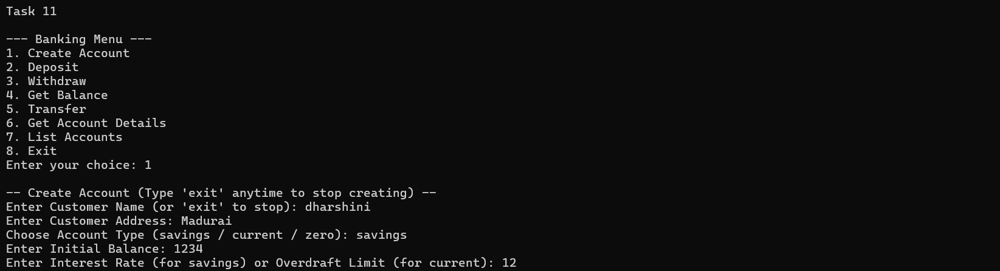 Task 11
--- Banking Menu ---
1. Create Account
2. Deposit
3. Withdraw
4. Get Balance
5. Transfer
6. Get Account Details
7. List Accounts
8. Exit
Enter your choice: 1
-- Create Account (Type 'exit' anytime to stop creating) --
Enter Customer Name (or 'exit' to stop): dharshini
Enter Customer Address: Madurai
Choose Account Type (savings / current / zero): savings
Enter Initial Balance: 1234
Enter Interest Rate (for savings) or Overdraft Limit (for current): 12